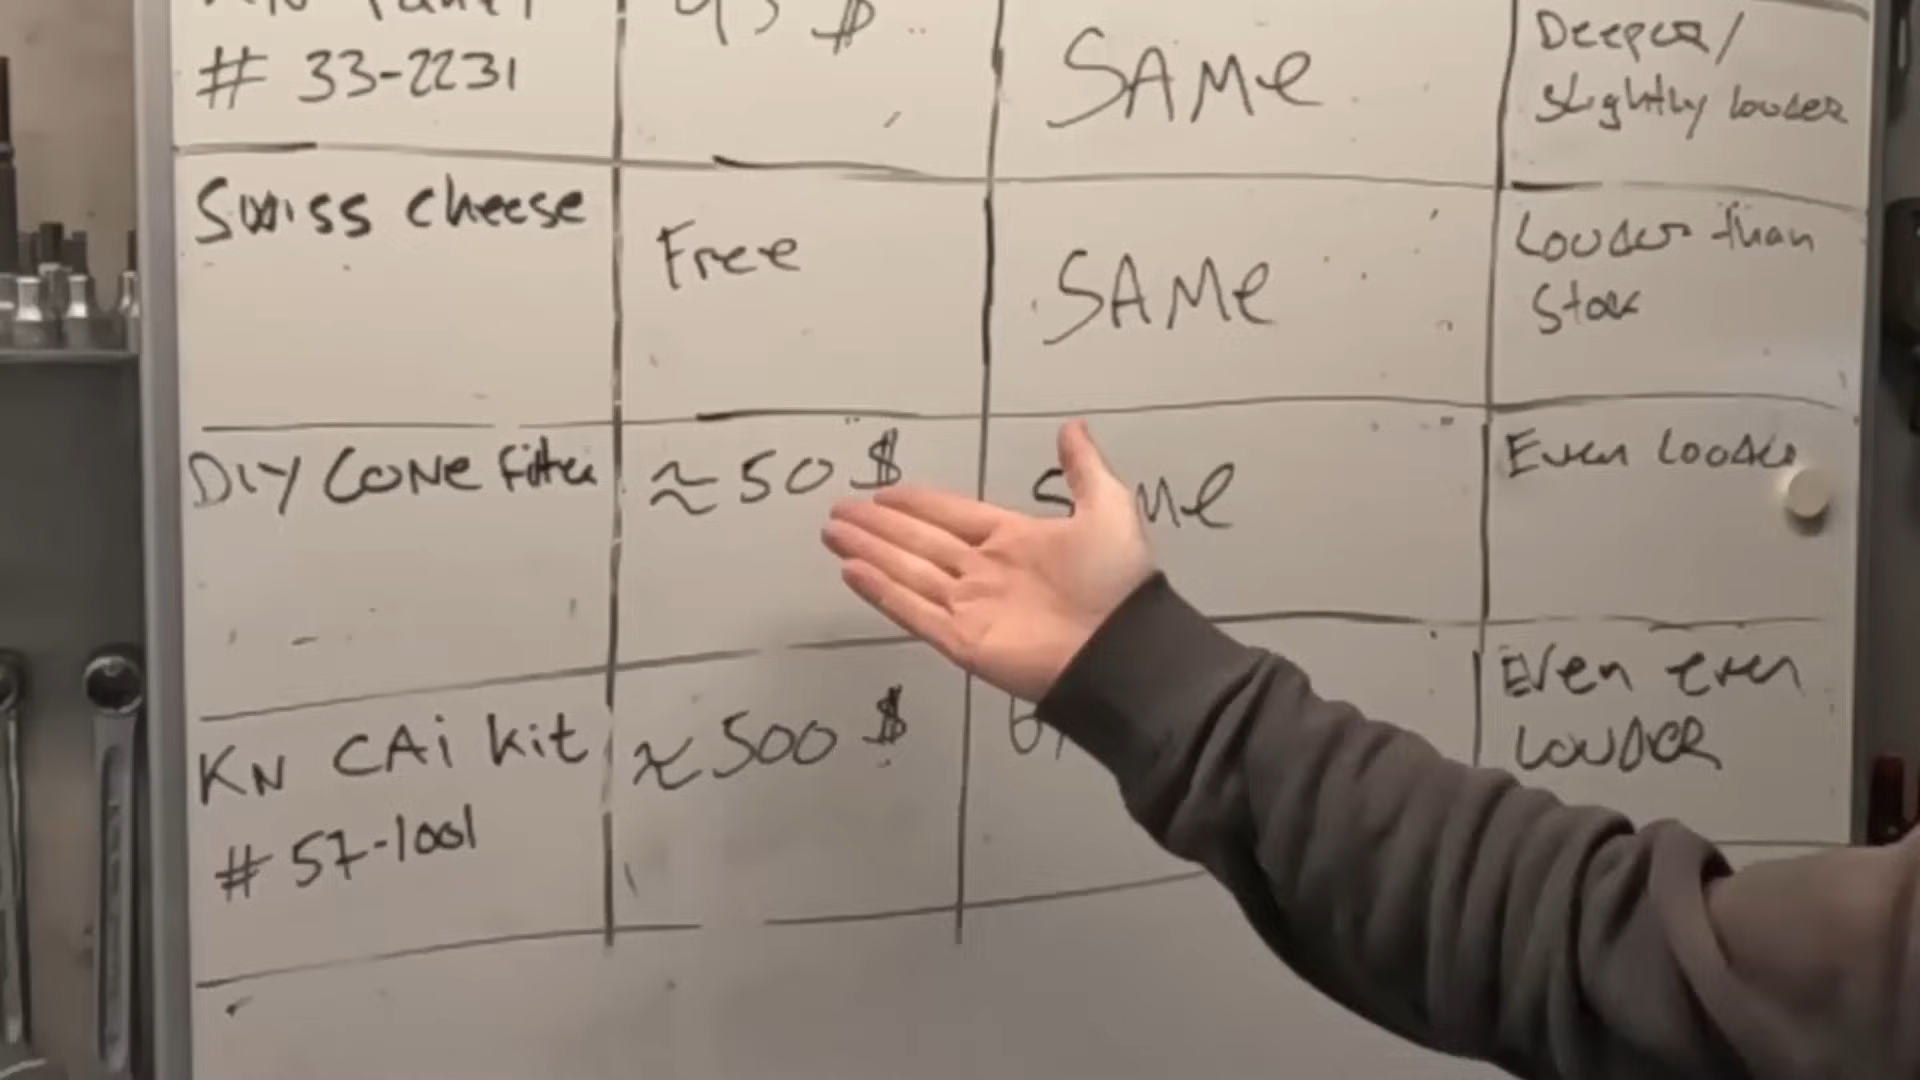 # 33-2231
$
SAMe
Deeper/
slightly louder
Swiss cheese
Free
SAMe
Louder than
Stock
DIY CONe Filter
≈50$
Same
Even Louder
KN CAi kit
# 57-1001
≈500$
Even even
LOUDER